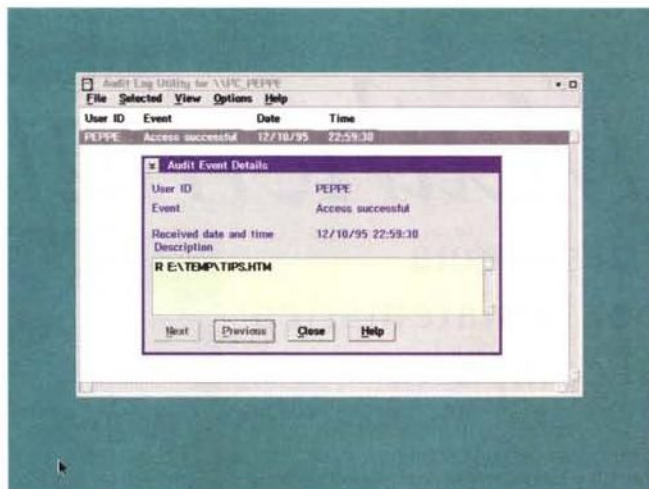 Audit Log Utility for \\PC_PEPPE
File Selected View Options Help
User ID Event Date Time
PEPPE Access successful 12/10/95 22:59:30
Audit Event Details
User ID PEPPE
Event Access successful
Received date and time 12/10/95 22:59:30
Description
R E:\TEMP\TIPS.HTM
Next Previous Close Help